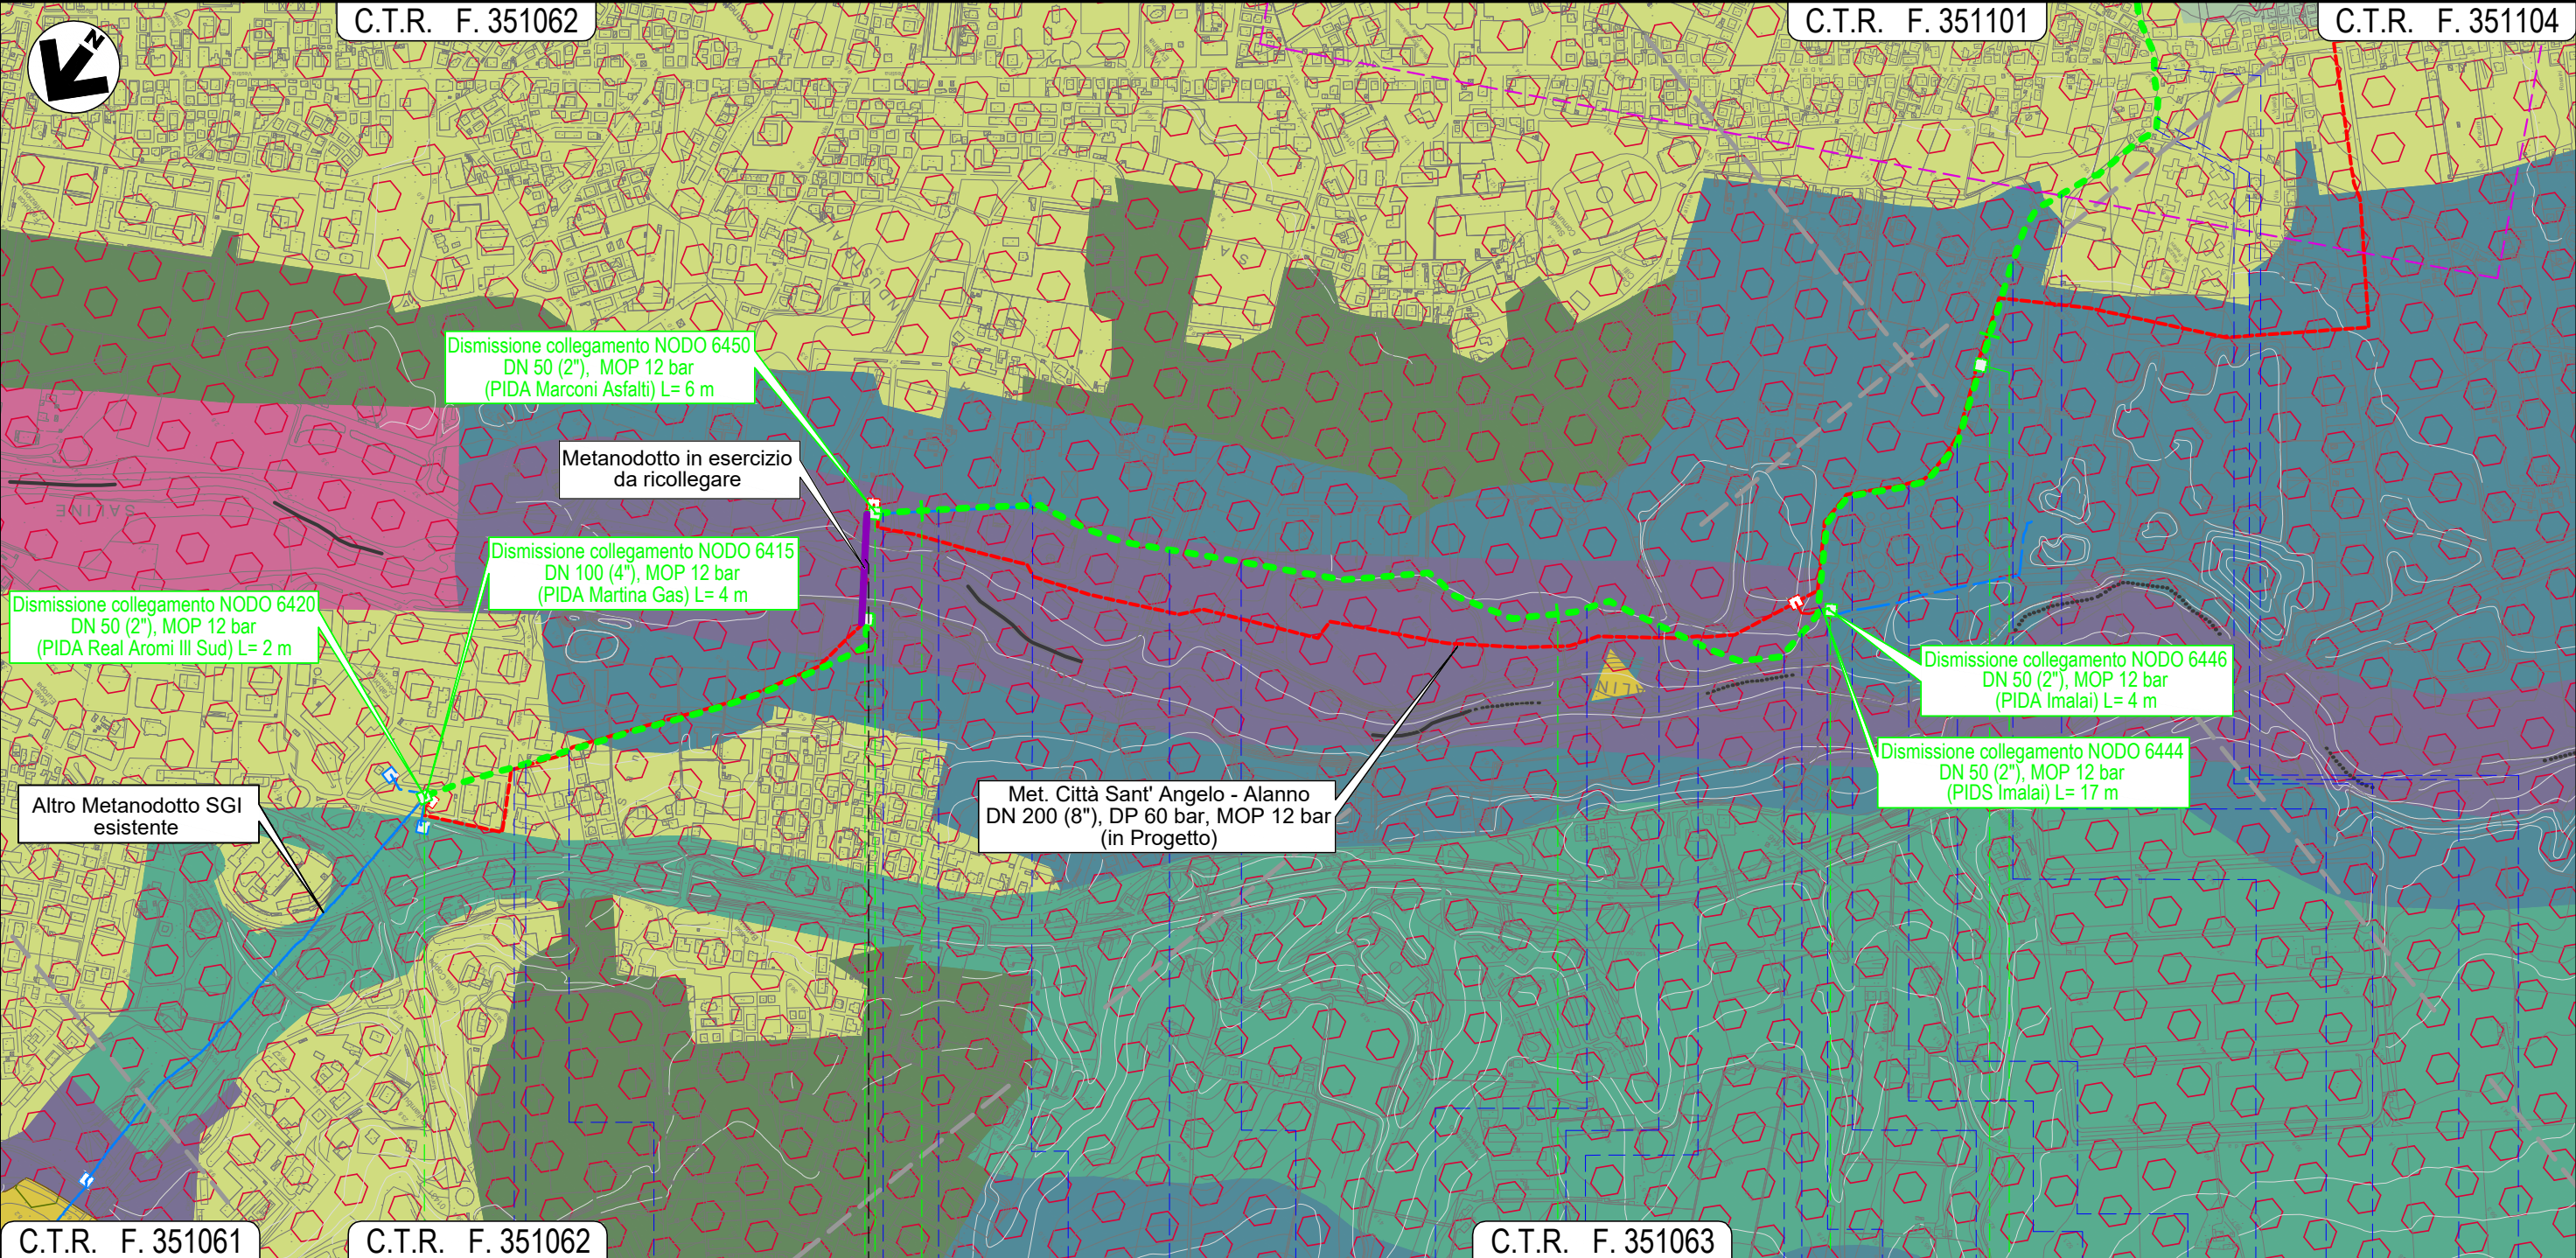 C.T.R. F. 351062
C.T.R. F. 351101
C.T.R. F. 351104
N
Dismissione collegamento NODO 6450
DN 50 (2"), MOP 12 bar
(PIDA Marconi Asfalti) L= 6 m
Metanodotto in esercizio
da ricollegare
SALINE
Dismissione collegamento NODO 6415
DN 100 (4"), MOP 12 bar
(PIDA Martina Gas) L= 4 m
Dismissione collegamento NODO 6420
DN 50 (2"), MOP 12 bar
(PIDA Real Aromi III Sud) L= 2 m
Dismissione collegamento NODO 6446
DN 50 (2"), MOP 12 bar
(PIDA Imalai) L= 4 m
Dismissione collegamento NODO 6444
DN 50 (2"), MOP 12 bar
(PIDS Imalai) L= 17 m
Altro Metanodotto SGI
esistente
Met. Città Sant' Angelo - Alanno
DN 200 (8"), DP 60 bar, MOP 12 bar
(in Progetto)
C.T.R. F. 351061
C.T.R. F. 351062
C.T.R. F. 351063